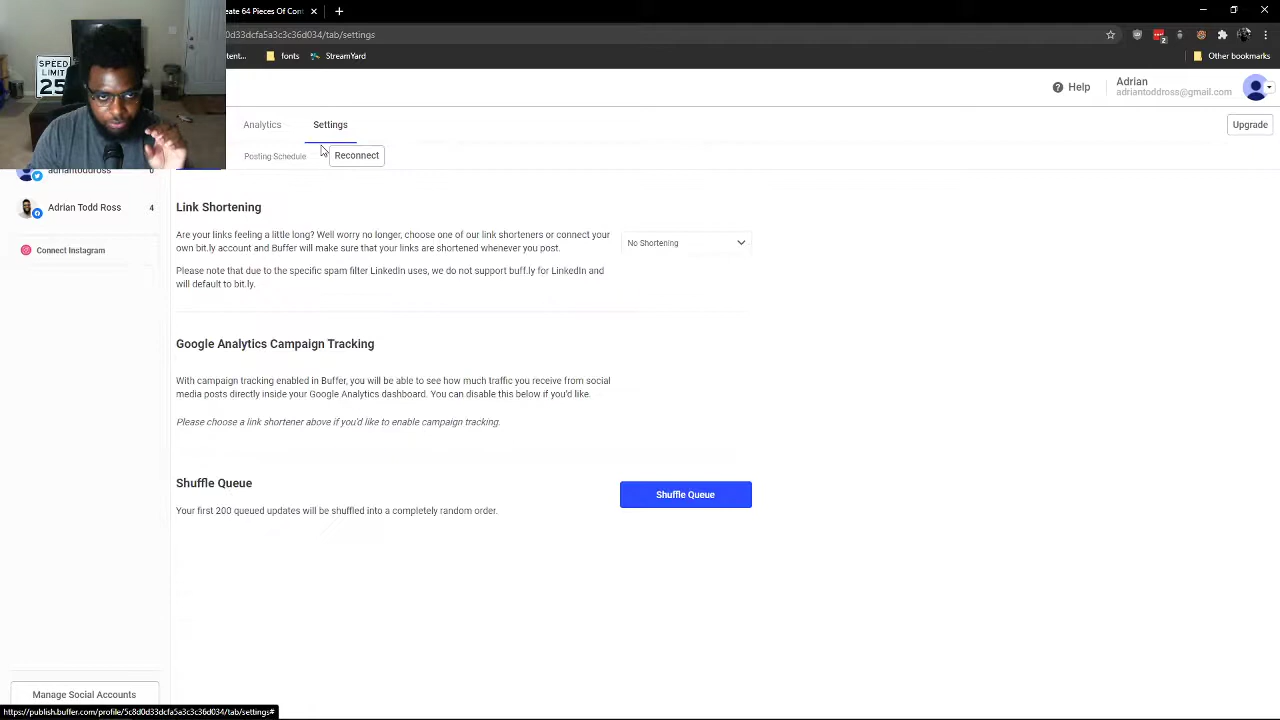 eate 64 Pieces Of Cont
0d33dcfa5a3c3c36d034/tab/settings
2
tent...
fonts
StreamYard
Other bookmarks
SPEED
LIMIT
25
Help
Adrian
adriantoddross@gmail.com
Analytics
Settings
Upgrade
Posting Schedule
Reconnect
adriantoddross 0
Adrian Todd Ross 4
Connect Instagram
Link Shortening
Are your links feeling a little long? Well worry no longer, choose one of our link shorteners or connect your
own bit.ly account and Buffer will make sure that your links are shortened whenever you post.
No Shortening
Please note that due to the specific spam filter LinkedIn uses, we do not support buff.ly for LinkedIn and
will default to bit.ly.
Google Analytics Campaign Tracking
With campaign tracking enabled in Buffer, you will be able to see how much traffic you receive from social
media posts directly inside your Google Analytics dashboard. You can disable this below if you'd like.
Please choose a link shortener above if you'd like to enable campaign tracking.
Shuffle Queue
Shuffle Queue
Your first 200 queued updates will be shuffled into a completely random order.
Manage Social Accounts
https://publish.buffer.com/profile/5c8d0d33dcfa5a3c3c36d034/tab/settings#